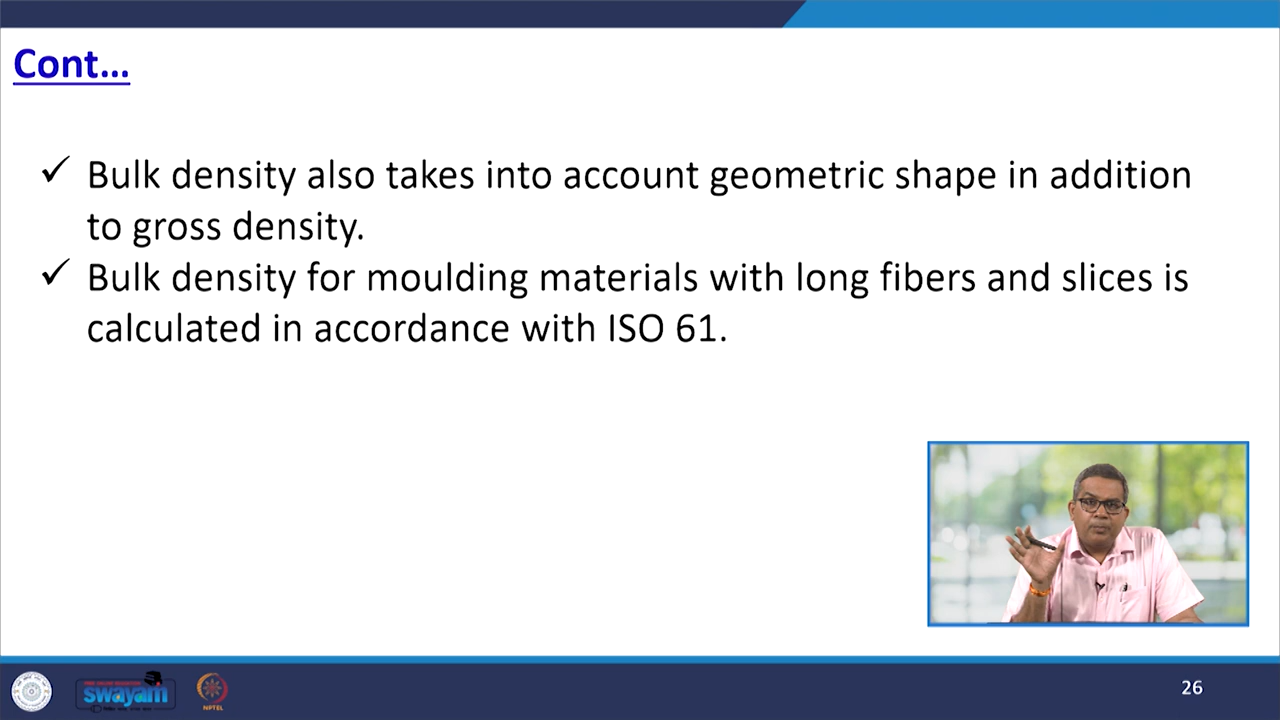 Cont...
✓ Bulk density also takes into account geometric shape in addition
to gross density.
✓ Bulk density for moulding materials with long fibers and slices is
calculated in accordance with ISO 61.
swayam
NPTEL
26